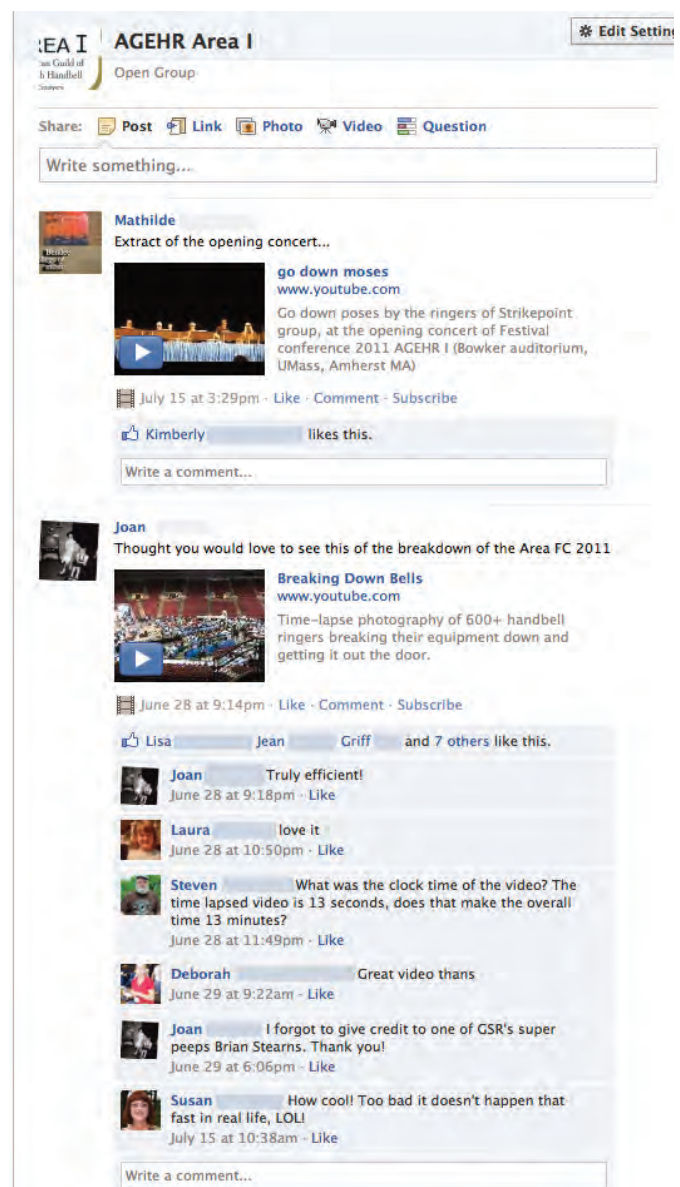 REA I
an Guild of
h Handbell
AGEHR Area I
Open Group
Edit Setting
Share: Post Link Photo Video Question
Write something...
Mathilde
Extract of the opening concert...
go down moses
www.youtube.com
Go down poses by the ringers of Strikepoint
group, at the opening concert of Festival
conference 2011 AGEHR I (Bowker auditorium,
UMass, Amherst MA)
July 15 at 3:29pm · Like · Comment · Subscribe
Kimberly likes this.
Write a comment...
Joan
Thought you would love to see this of the breakdown of the Area FC 2011
Breaking Down Bells
www.youtube.com
Time-lapse photography of 600+ handbell
ringers breaking their equipment down and
getting it out the door.
June 28 at 9:14pm · Like · Comment · Subscribe
Lisa Jean Griff and 7 others like this.
Joan Truly efficient!
June 28 at 9:18pm · Like
Laura love it
June 28 at 10:50pm · Like
Steven What was the clock time of the video? The
time lapsed video is 13 seconds, does that make the overall
time 13 minutes?
June 28 at 11:49pm · Like
Deborah Great video thans
June 29 at 9:22am · Like
Joan I forgot to give credit to one of GSR's super
peeps Brian Stearns. Thank you!
June 29 at 6:06pm · Like
Susan How cool! Too bad it doesn't happen that
fast in real life, LOL!
July 15 at 10:38am · Like
Write a comment...